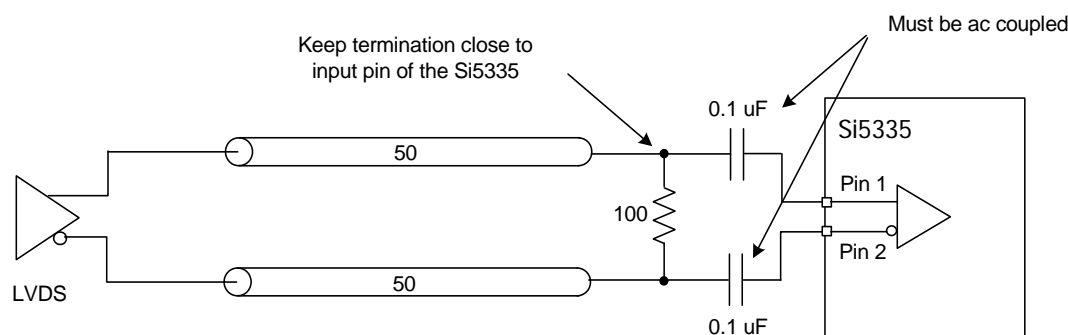 Must be ac coupled
Keep termination close to
input pin of the Si5335
0.1 uF
Si5335
50
Pin 1
100
Pin 2
LVDS
50
0.1 uF